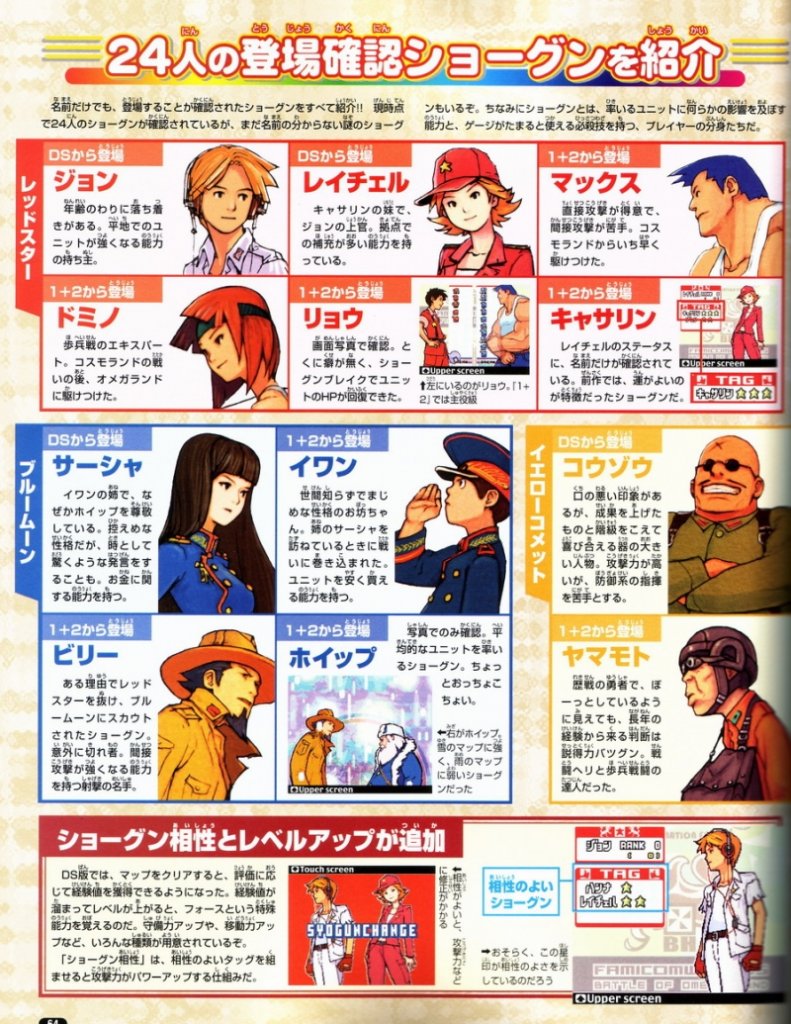 24人の登場確認ショーグンを紹介
名前だけでも、登場することが確認されたショーグンをすべて紹介!! 現時点
で24人のショーグンが確認されているが、まだ名前の分からない謎のショーグ
ンもいるぞ。ちなみにショーグンとは、率いるユニットに何らかの影響を及ぼす
能力と、ゲージがたまると使える必殺技を持つ、プレイヤーの分身たちだ。
レッドスター
DSから登場
ジョン
年齢のわりに落ち着
きがある。平地でのユ
ニットが強くなる能力
の持ち主。
DSから登場
レイチェル
キャサリンの妹で、
ジョンの上官。拠点で
の補充が多い能力を持
っている。
1+2から登場
マックス
直接攻撃が得意で、
間接攻撃が苦手。コス
モランドからいち早く
駆けつけた。
1+2から登場
ドミノ
歩兵戦のエキスパー
ト。コスモランドの戦
いの後、オメガランド
に駆けつけた。
1+2から登場
リョウ
画面写真で確認。と
くに癖が無く、ショー
グンブレイクでユニッ
トのHPが回復できた。
Upper screen
↑左にいるのがリョウ。「1+
2」では主役級
1+2から登場
キャサリン
レイチェルのステータス
に、名前だけが確認されて
いる。前作では、運がよいの
が特徴だったショーグンだ。
Upper screen
TAG
キャサリン★★★
ブルームーン
DSから登場
サーシャ
イワンの姉で、な
ぜかホイップを尊敬
している。控えめな
性格だが、時として
驚くような発言をす
ることも。お金に関
する能力を持つ。
1+2から登場
イワン
世間知らずでまじ
めな性格のお坊ちゃ
ん。姉のサーシャを
訪ねているときに戦
いに巻き込まれた。
ユニットを安く買え
る能力を持つ。
1+2から登場
ビリー
ある理由でレッド
スターを抜け、ブル
ームーンにスカウト
されたショーグン。
意外に切れ者。間接
攻撃が強くなる能力
を持つ射撃の名手。
1+2から登場
ホイップ
写真でのみ確認。平
均的なユニットを率い
るショーグン。ちょっ
とおっちょこ
ちょい。
Upper screen
←右がホイップ。
雪のマップに強
く、雨のマップ
に弱いショーグ
ンだった
イエローコメット
DSから登場
コウゾウ
口の悪い印象があ
るが、成果を上げた
ものと階級をこえて
喜び合える器の大き
い人物。攻撃力が高
いが、防御系の指揮
を苦手とする。
1+2から登場
ヤマモト
歴戦の勇者で、ぼ
ーっとしているよう
に見えても、長年の
経験から来る判断は
説得力バツグン。戦
闘ヘリと歩兵戦闘の
達人だった。
ショーグン相性とレベルアップが追加
DS版では、マップをクリアすると、評価に応
じて経験値を獲得できるようになった。経験値が
溜まってレベルが上がると、フォースという特殊
能力を覚えるのだ。守備力アップや、移動力アッ
プなど、いろんな種類が用意されているぞ。
「ショーグン相性」は、相性のよいタッグを組
ませると攻撃力がパワーアップする仕組みだ。
Touch screen
SYOGUNCHANGE
←相性がよいと、攻撃力など
に修正がかかる
相性のよい
ショーグン
→おそらく、この星
印が相性のよさを示
しているのだろう
ジョン RANK 0
TAG
ハンナ ★
レイチェル ★★
BH
BATTLE OF OME
Upper screen
54